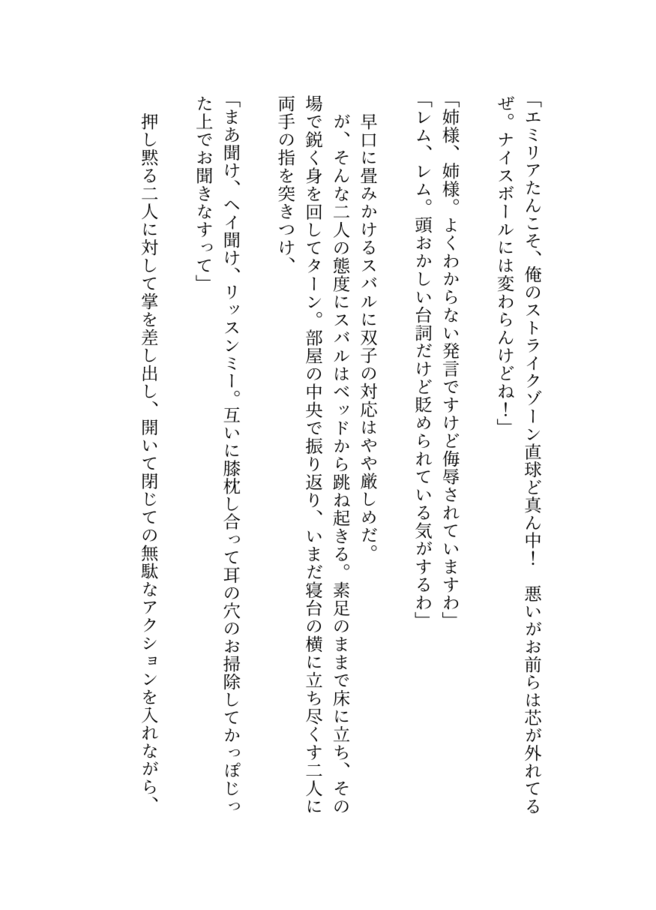 「エミリアたんこそ、俺のストライクゾーン直球ど真ん中！　悪いがお前らは芯が外れてる
ぜ。ナイスボールには変わらんけどね！」
「姉様、姉様。よくわからない発言ですけど侮辱されていますわ」
「レム、レム。頭おかしい台詞だけど貶められている気がするわ」
　早口に畳みかけるスバルに双子の対応はやや厳しめだ。
　が、そんな二人の態度にスバルはベッドから跳ね起きる。素足のままで床に立ち、その
場で鋭く身を回してターン。部屋の中央で振り返り、いまだ寝台の横に立ち尽くす二人に
両手の指を突きつけ、
「まあ聞け、ヘイ聞け、リッスンミー。互いに膝枕し合って耳の穴のお掃除してかっぽじっ
た上でお聞きなすって」
　押し黙る二人に対して掌を差し出し、開いて閉じての無駄なアクションを入れながら、